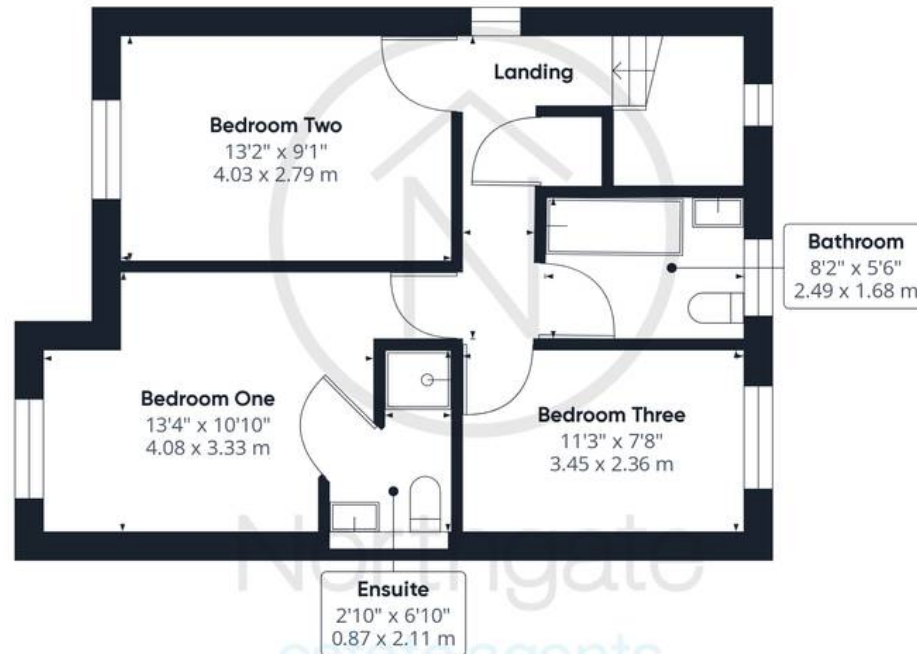 Landing
Bedroom Two
13'2" x 9'1"
4.03 x 2.79 m
Bathroom
8'2" x 5'6"
2.49 x 1.68 m
Bedroom One
13'4" x 10'10"
4.08 x 3.33 m
Bedroom Three
11'3" x 7'8"
3.45 x 2.36 m
Northgate
Ensuite
2'10" x 6'10"
0.87 x 2.11 m
estate agents